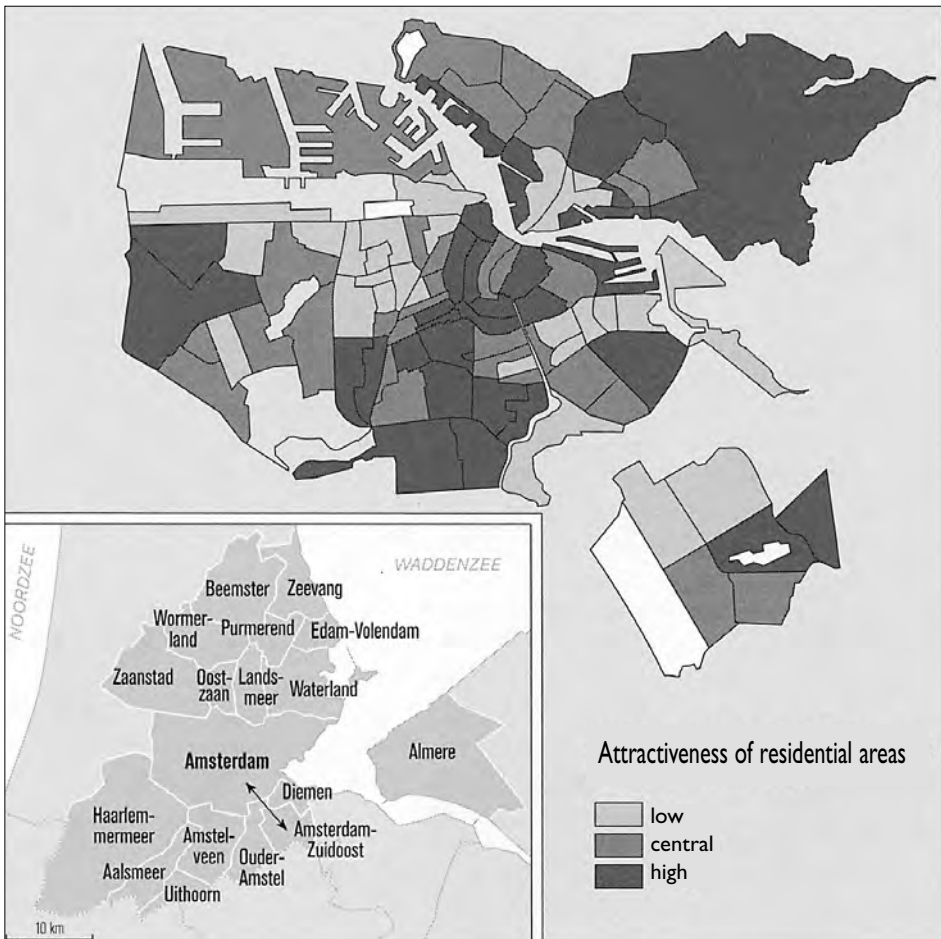 Attractiveness of residential areas
low
central
high
NOORDZEE
WADDENZEE
Beemster
Zeevang
Wormer-
land
Purmerend
Edam-Volendam
Zaanstad
Oost-
zaan
Lands-
meer
Waterland
Amsterdam
Almere
Diemen
Haarlem-
mermeer
Amstel-
veen
Amsterdam-
Zuidoost
Ouder-
Amstel
Aalsmeer
Uithoorn
10 km